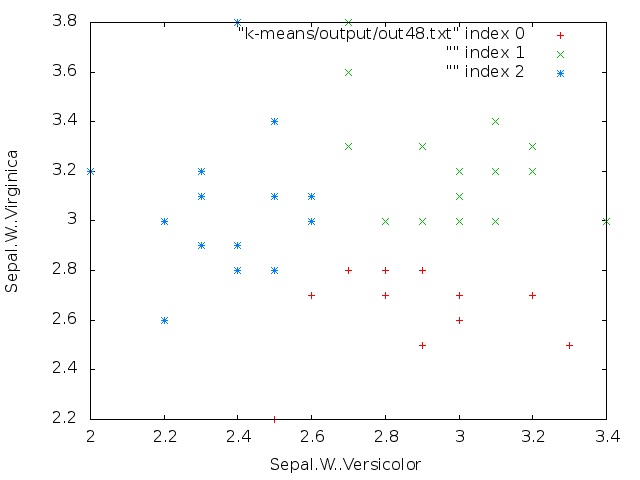 3.8
3.6
3.4
3.2
3
2.8
2.6
2.4
2.2
2 2.2 2.4 2.6 2.8 3 3.2 3.4
Sepal.W..Virginica
Sepal.W..Versicolor
"k-means/output/out48.txt" index 0
"" index 1
"" index 2